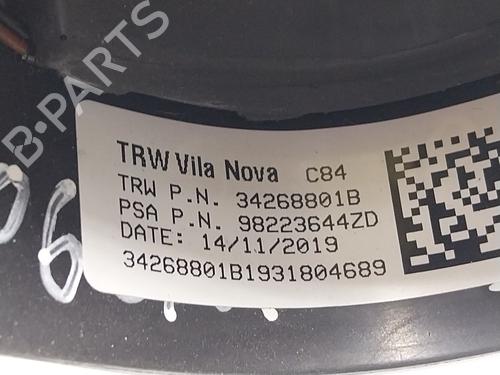 B-PARTS
TRW Vila Nova C84
TRW P.N. 34268801B
PSA P.N. 98223644ZD
DATE: 14/11/2019
34268801B1931804689